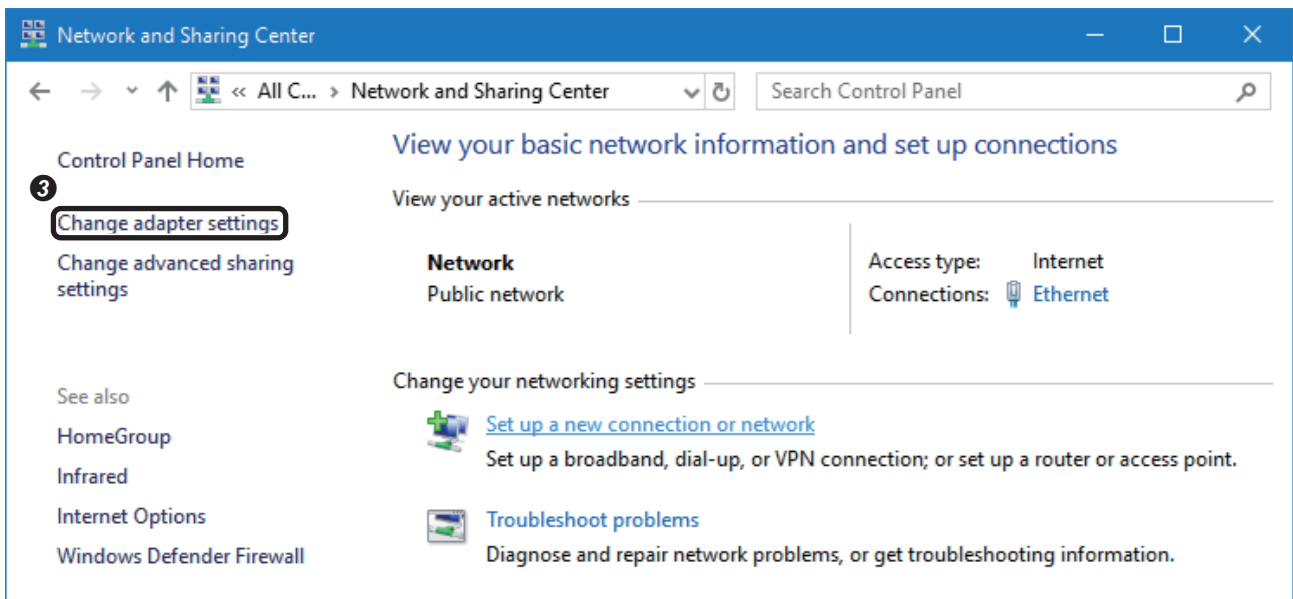 Network and Sharing Center
« All C... > Network and Sharing Center
Search Control Panel
Control Panel Home
3
Change adapter settings
Change advanced sharing
settings
See also
HomeGroup
Infrared
Internet Options
Windows Defender Firewall
View your basic network information and set up connections
View your active networks
Network
Public network
Access type: Internet
Connections: Ethernet
Change your networking settings
Set up a new connection or network
Set up a broadband, dial-up, or VPN connection; or set up a router or access point.
Troubleshoot problems
Diagnose and repair network problems, or get troubleshooting information.